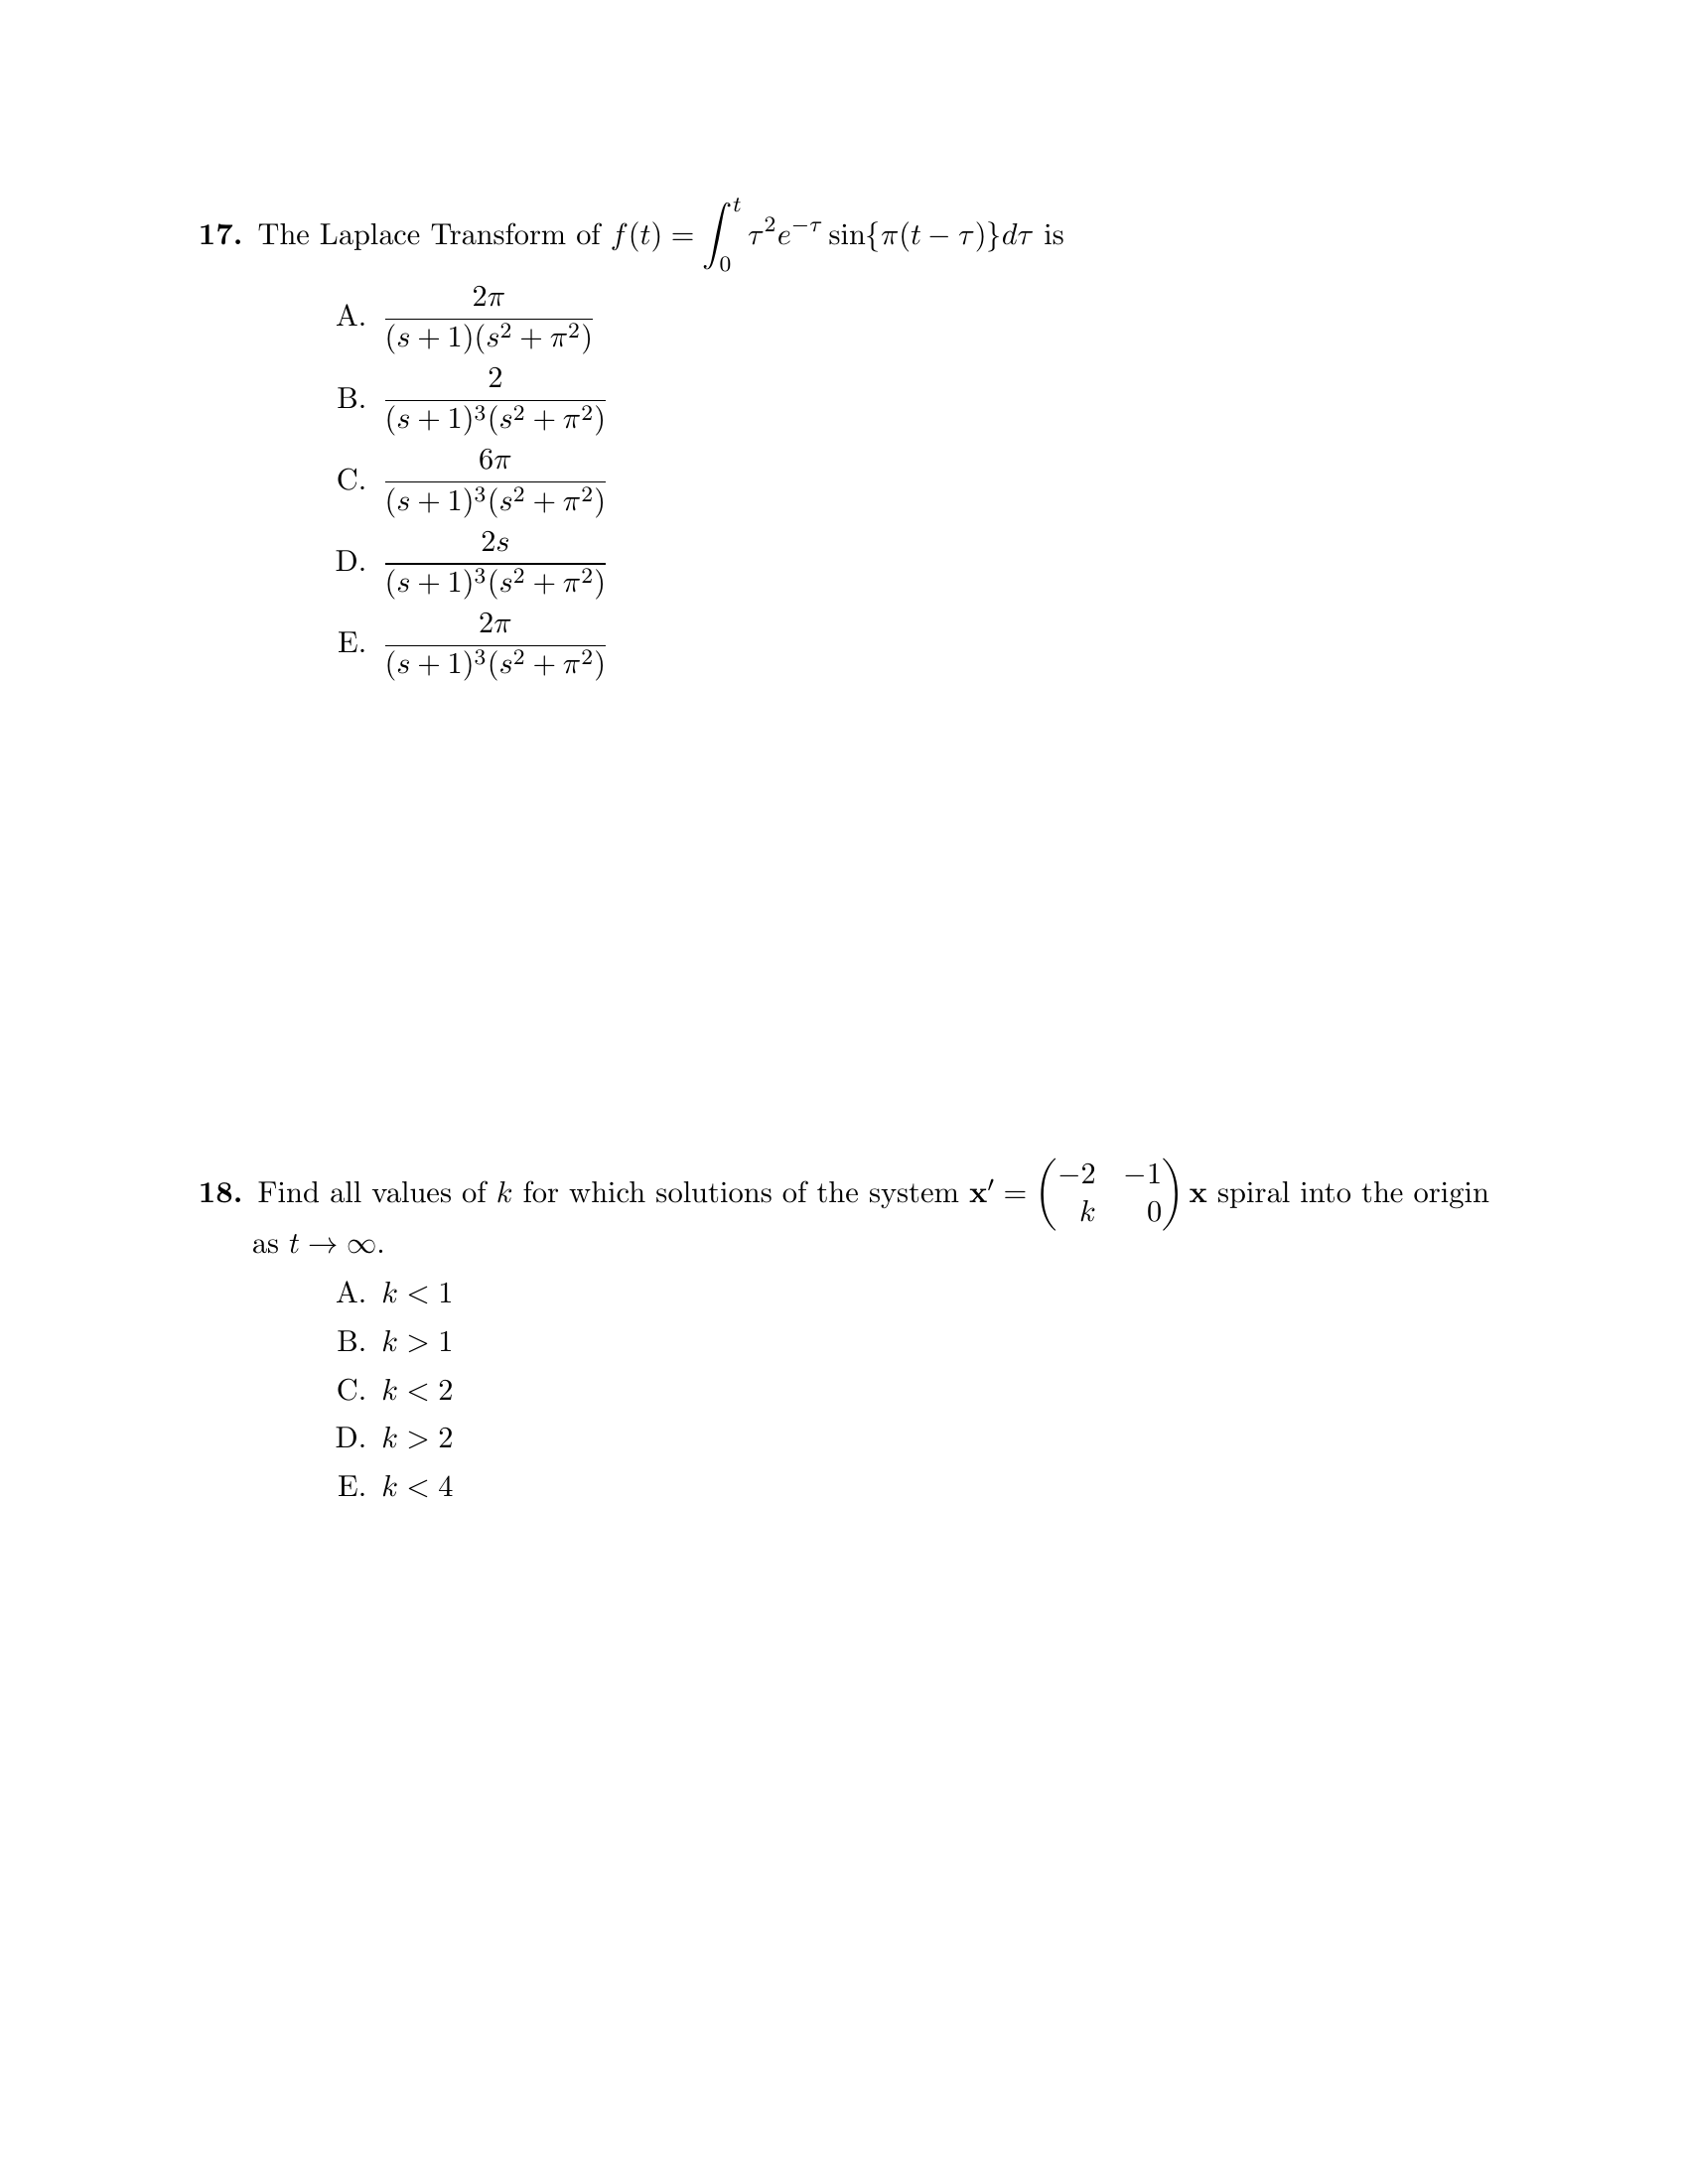 17. The Laplace Transform of $f(t) = \int_0^t \tau^2 e^{-\tau} \sin\{\pi(t - \tau)\}d\tau$ is
A. $\frac{2\pi}{(s+1)(s^2+\pi^2)}$
B. $\frac{2}{(s+1)^3(s^2+\pi^2)}$
C. $\frac{6\pi}{(s+1)^3(s^2+\pi^2)}$
D. $\frac{2s}{(s+1)^3(s^2+\pi^2)}$
E. $\frac{2\pi}{(s+1)^3(s^2+\pi^2)}$
18. Find all values of $k$ for which solutions of the system $\mathbf{x}' = \begin{pmatrix} -2 & -1 \\ k & 0 \end{pmatrix} \mathbf{x}$ spiral into the origin
as $t \to \infty$.
A. $k < 1$
B. $k > 1$
C. $k < 2$
D. $k > 2$
E. $k < 4$